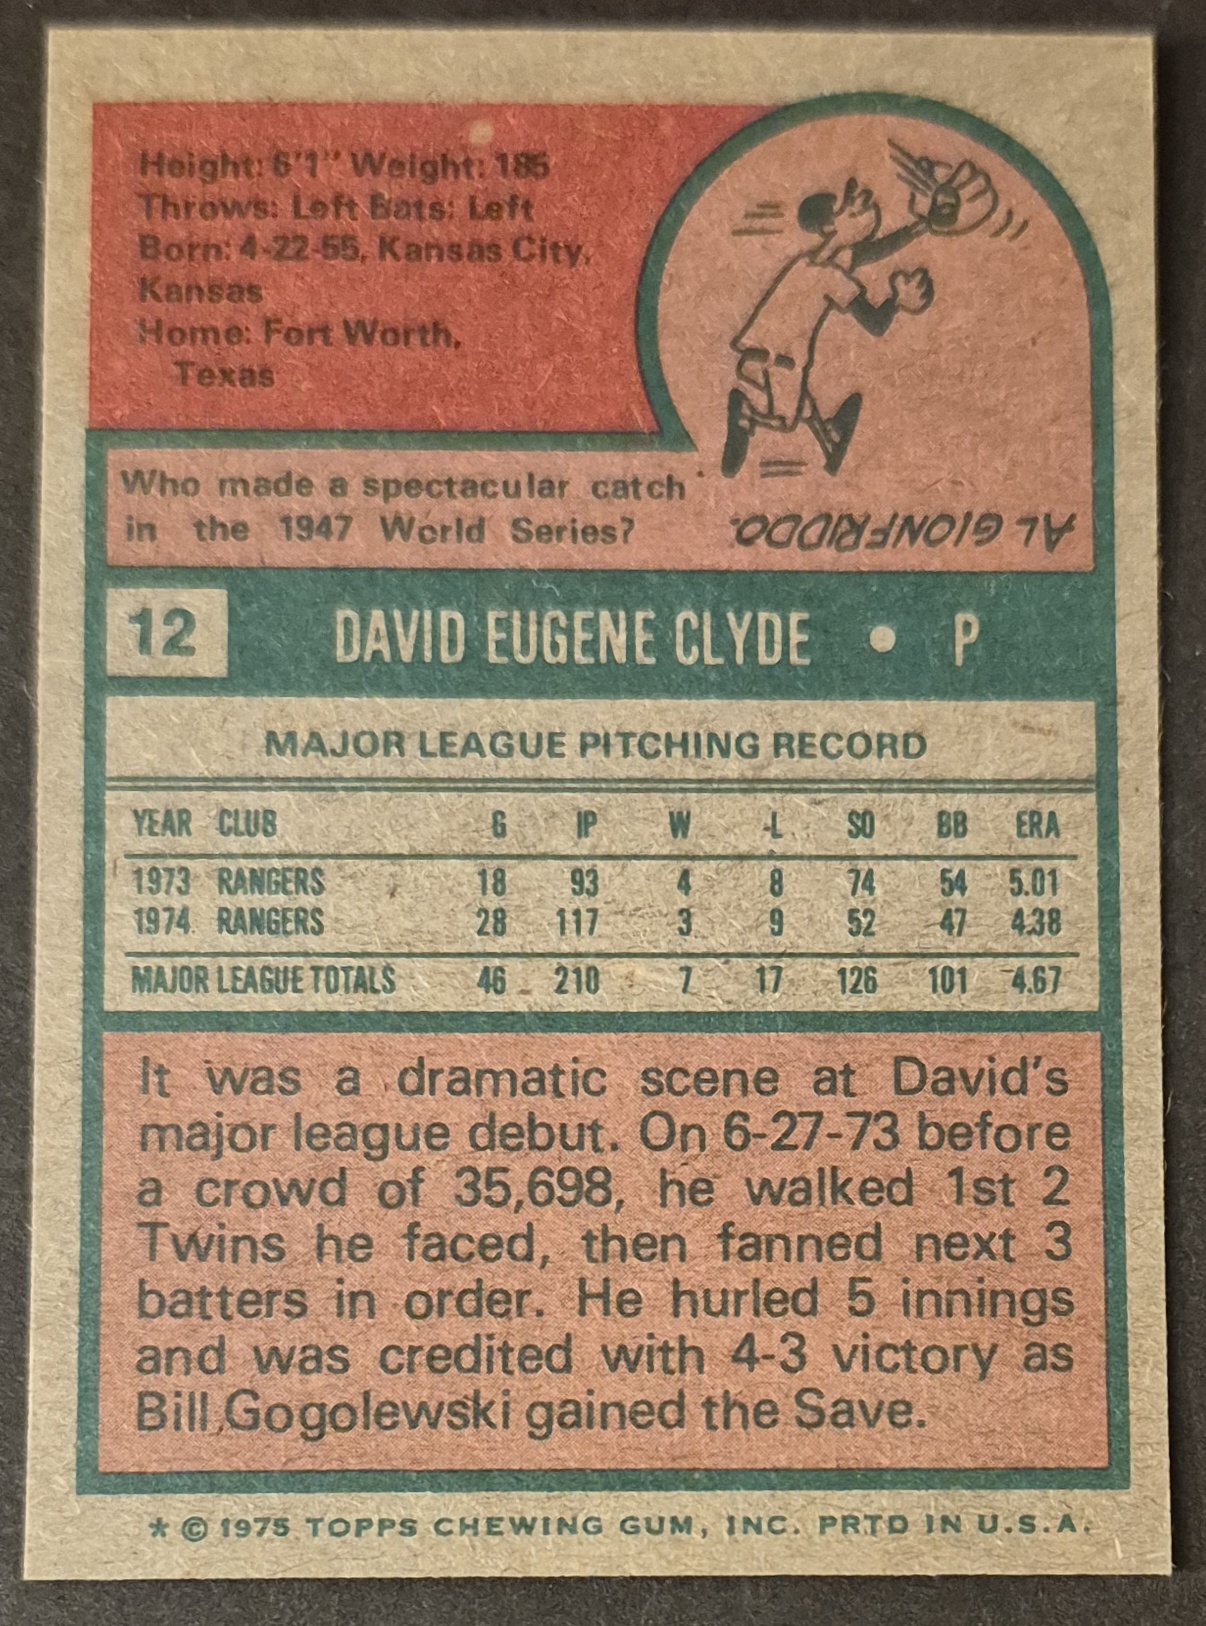 Height: 6'1" Weight: 185
Throws: Left Bats: Left
Born: 4-22-55, Kansas City,
Kansas
Home: Fort Worth,
Texas
Who made a spectacular catch
in the 1947 World Series?
AL GIONFRIDDO.
12 DAVID EUGENE CLYDE • P
MAJOR LEAGUE PITCHING RECORD
YEAR CLUB G IP W L SO BB ERA
1973 RANGERS 18 93 4 8 74 54 5.01
1974 RANGERS 28 117 3 9 52 47 4.38
MAJOR LEAGUE TOTALS 46 210 7 17 126 101 4.67
It was a dramatic scene at David's
major league debut. On 6-27-73 before
a crowd of 35,698, he walked 1st 2
Twins he faced, then fanned next 3
batters in order. He hurled 5 innings
and was credited with 4-3 victory as
Bill Gogolewski gained the Save.
* © 1975 TOPPS CHEWING GUM, INC. PRTD IN U.S.A.